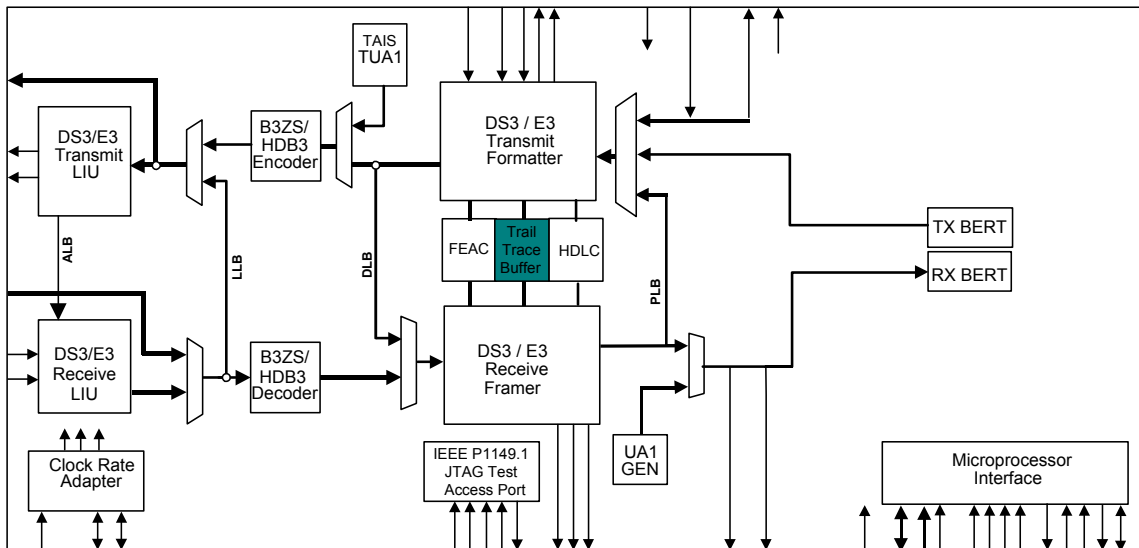 TAIS
TUA1
DS3/E3
Transmit
LIU
B3ZS/
HDB3
Encoder
DS3 / E3
Transmit
Formatter
ALB
LLB
DLB
FEAC
Trail
Trace
Buffer
HDLC
PLB
TX BERT
RX BERT
DS3/E3
Receive
LIU
B3ZS/
HDB3
Decoder
DS3 / E3
Receive
Framer
Clock Rate
Adapter
IEEE P1149.1
JTAG Test
Access Port
UA1
GEN
Microprocessor
Interface